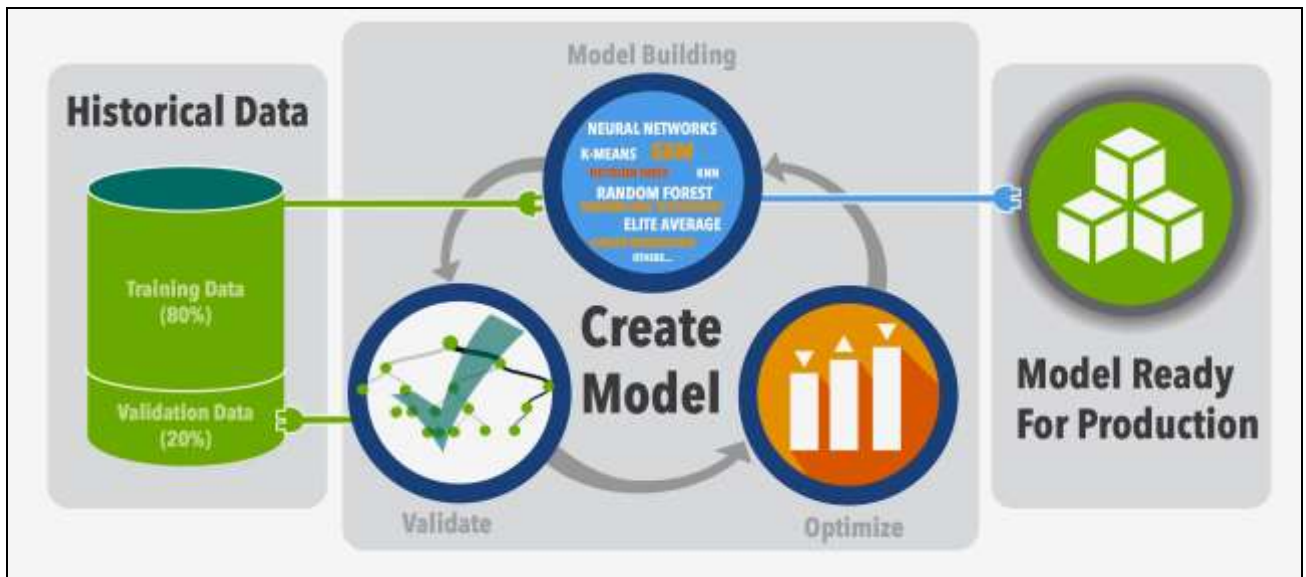 Model Building
Historical Data
NEURAL NETWORKS
K-MEANS
KNN
RANDOM FOREST
ELITE AVERAGE
OTHERS...
Training Data
(80%)
Create
Model
Validation Data
(20%)
Model Ready
For Production
Validate
Optimize